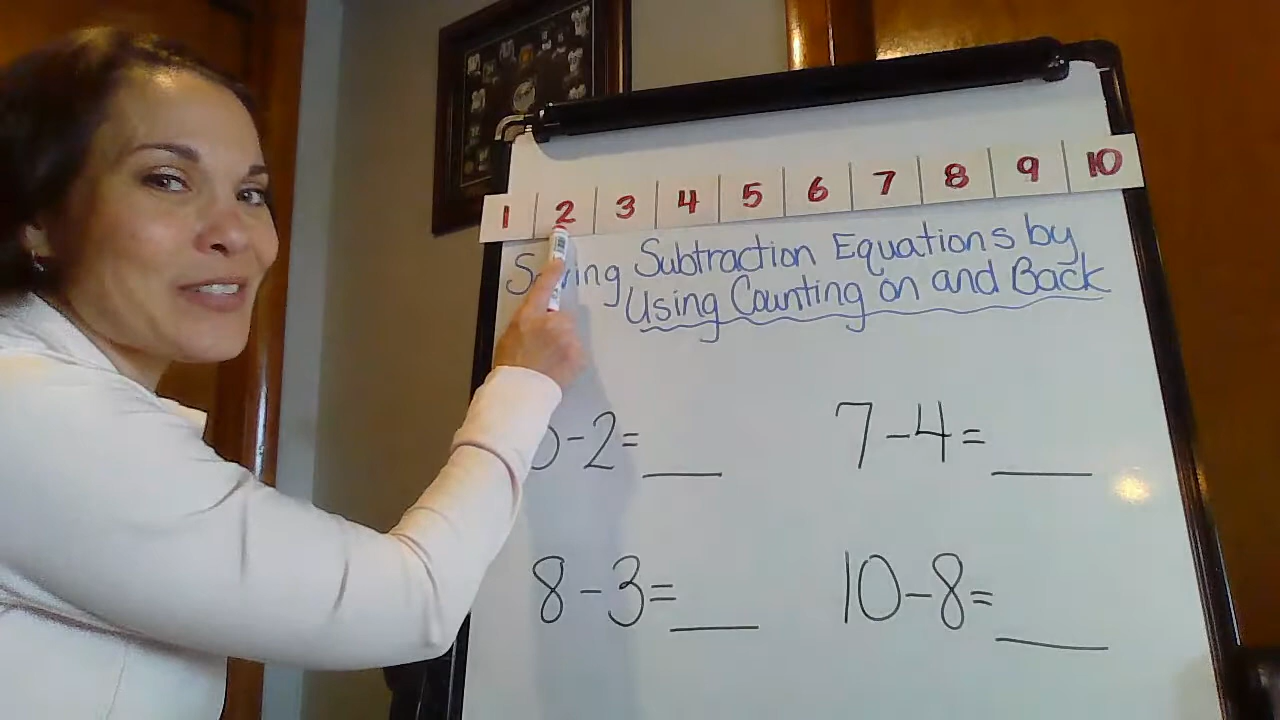 1 2 3 4 5 6 7 8 9 10
Subtraction Equations by
Using Counting on and Back
-2=
7-4=
8-3=
10-8=